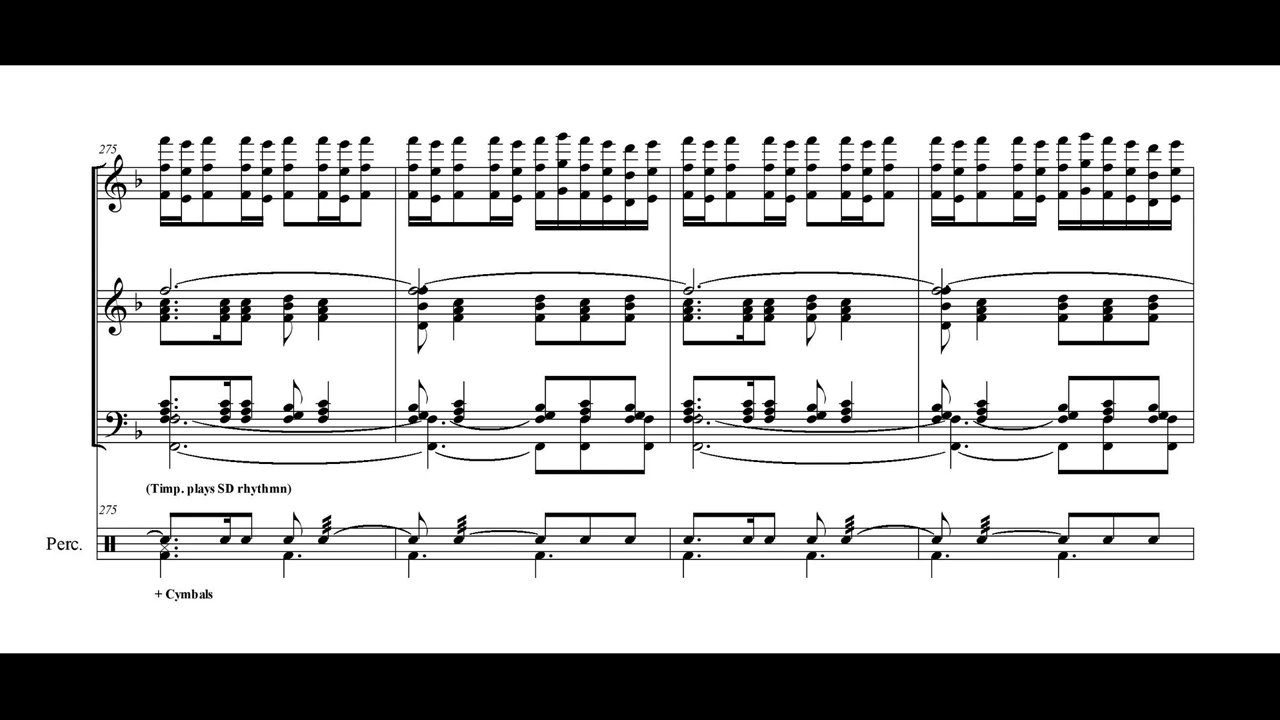 275
(Timp. plays SD rhythmn)
275
Perc.
+ Cymbals